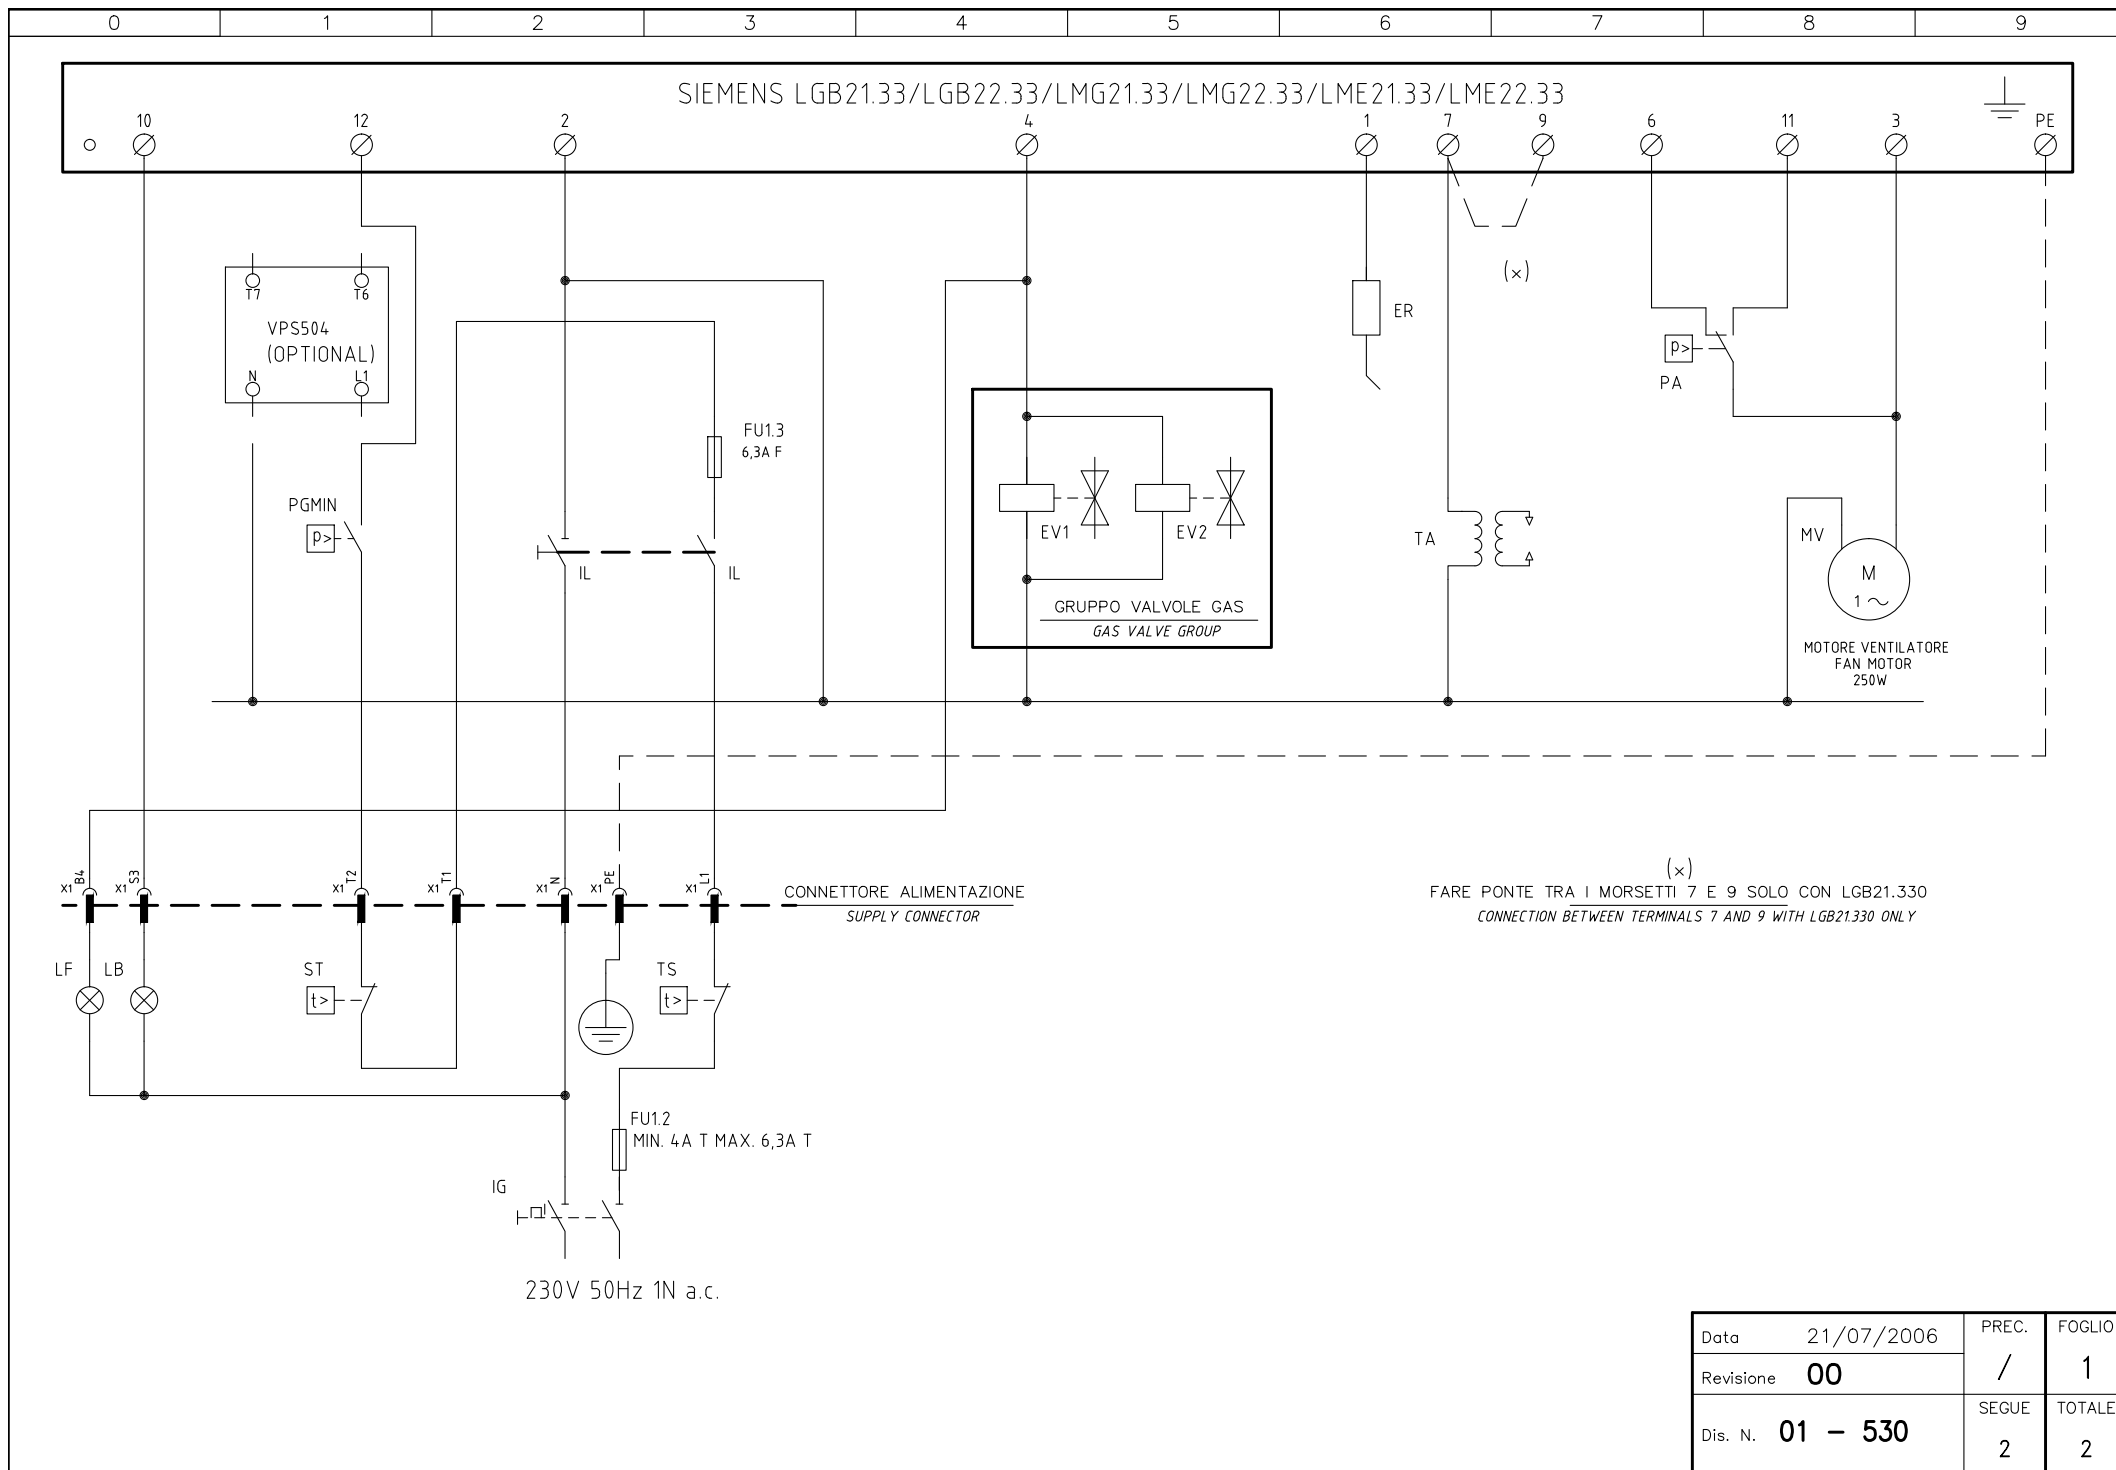 0 1 2 3 4 5 6 7 8 9
SIEMENS LGB21.33/LGB22.33/LMG21.33/LMG22.33/LME21.33/LME22.33
10 12 2 4 1 7 9 6 11 3 PE
T7 T6
VPS504
(OPTIONAL)
N L1
(x)
ER
p>
PA
FU1.3
6,3A F
PGMIN
p>
IL IL
EV1 EV2
GRUPPO VALVOLE GAS
GAS VALVE GROUP
TA
MV
M
1 ~
MOTORE VENTILATORE
FAN MOTOR
250W
X1 B4 X1 S3 X1 T2 X1 T1 X1 N X1 PE X1 L1
CONNETTORE ALIMENTAZIONE
SUPPLY CONNECTOR
(x)
FARE PONTE TRA I MORSETTI 7 E 9 SOLO CON LGB21.330
CONNECTION BETWEEN TERMINALS 7 AND 9 WITH LGB21.330 ONLY
LF LB ST TS
t> t>
FU1.2
MIN. 4A T MAX. 6,3A T
IG
230V 50Hz 1N a.c.
Data 21/07/2006
Revisione 00
Dis. N. 01 - 530
PREC.
/
SEGUE
2
FOGLIO
1
TOTALE
2